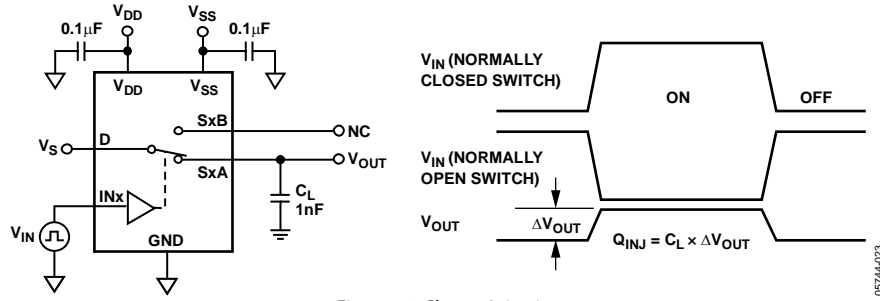 VDD
VSS
0.1µF
0.1µF
VDD
VSS
SxB
NC
VS
D
SxA
VOUT
CL
1nF
INx
VIN
GND
VIN (NORMALLY
CLOSED SWITCH)
ON
OFF
VIN (NORMALLY
OPEN SWITCH)
VOUT
ΔVOUT
QINJ = CL × ΔVOUT
05744-023